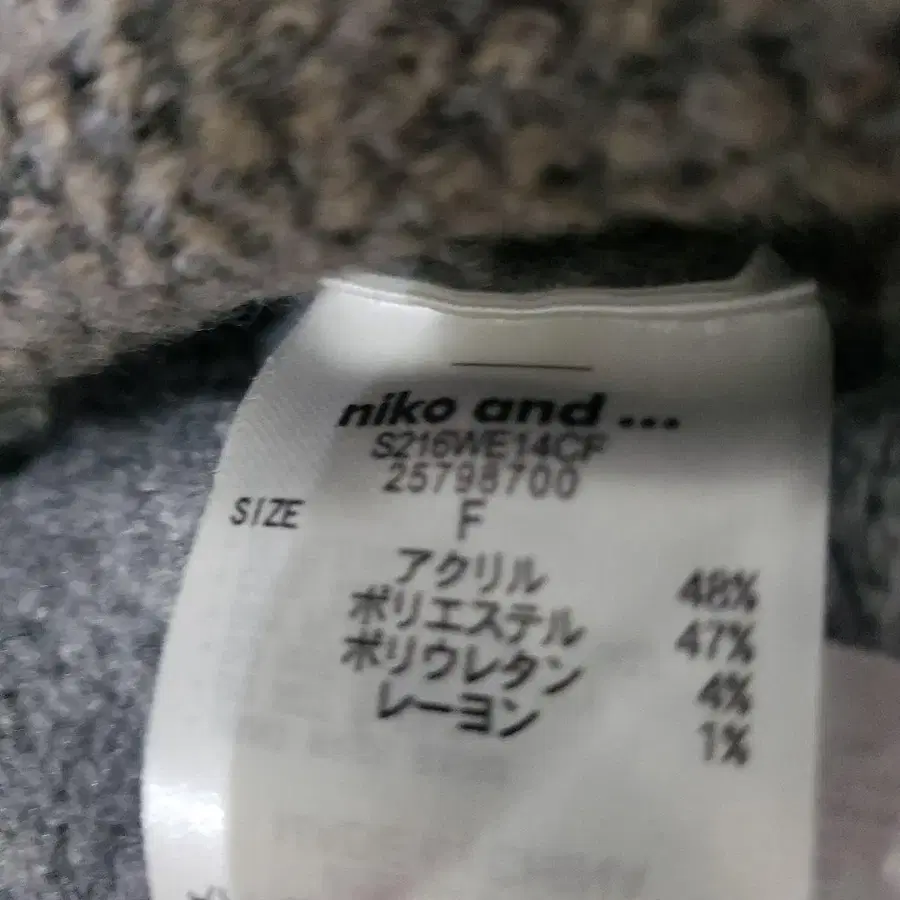 niko and ...
S216WE14CF
25798700
SIZE F
アクリル 48%
ポリエステル 47%
ポリウレタン 4%
レーヨン 1%